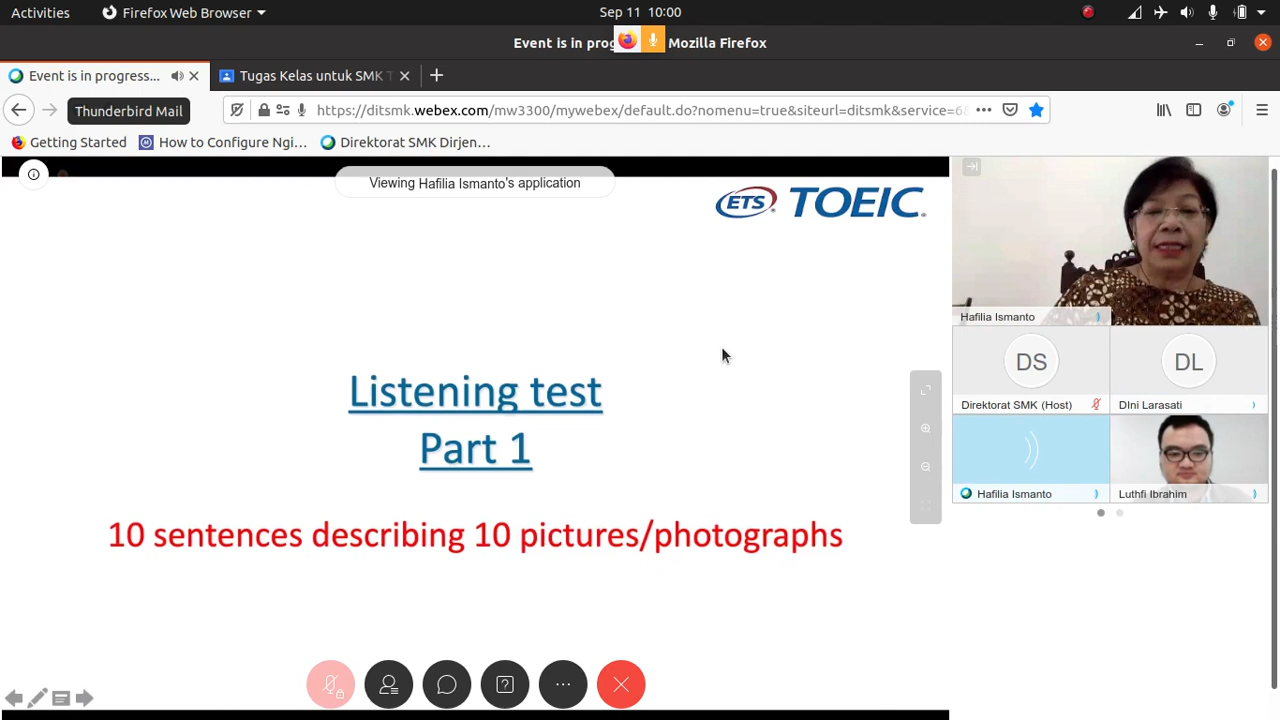 Activities
Firefox Web Browser
Sep 11 10:00
Event is in prog
Mozilla Firefox
Event is in progress...
Tugas Kelas untuk SMK T
Thunderbird Mail
https://ditsmk.webex.com/mw3300/mywebex/default.do?nomenu=true&siteurl=ditsmk&service=68
Getting Started
How to Configure Ngi...
Direktorat SMK Dirjen...
Viewing Hafilia Ismanto's application
ETS TOEIC
Listening test
Part 1
10 sentences describing 10 pictures/photographs
Hafilia Ismanto
DS
DL
Direktorat SMK (Host)
DIni Larasati
Hafilia Ismanto
Luthfi Ibrahim